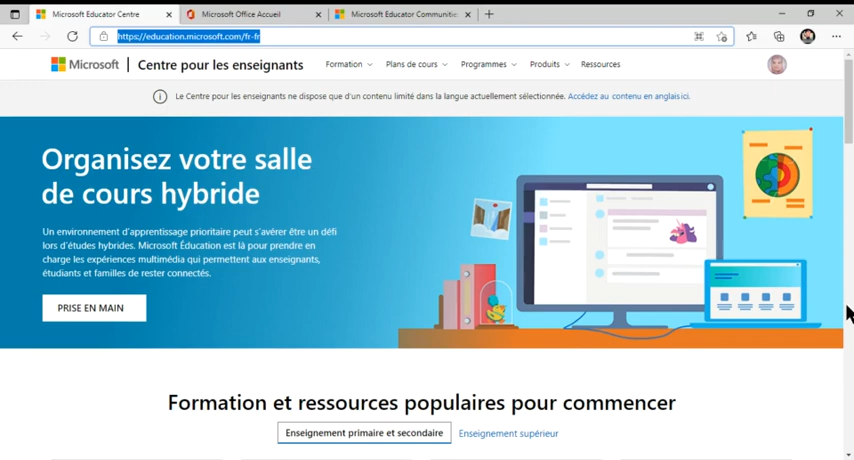 Microsoft Educator Centre
Microsoft Office Accueil
Microsoft Educator Communities
https://education.microsoft.com/fr-fr
Microsoft
Centre pour les enseignants
Formation
Plans de cours
Programmes
Produits
Ressources
Le Centre pour les enseignants ne dispose que d'un contenu limité dans la langue actuellement sélectionnée. Accédez au contenu en anglais ici.
Organisez votre salle
de cours hybride
Un environnement d'apprentissage prioritaire peut s'avérer être un défi
lors d'études hybrides. Microsoft Éducation est là pour prendre en
charge les expériences multimédia qui permettent aux enseignants,
étudiants et familles de rester connectés.
PRISE EN MAIN
Formation et ressources populaires pour commencer
Enseignement primaire et secondaire
Enseignement supérieur